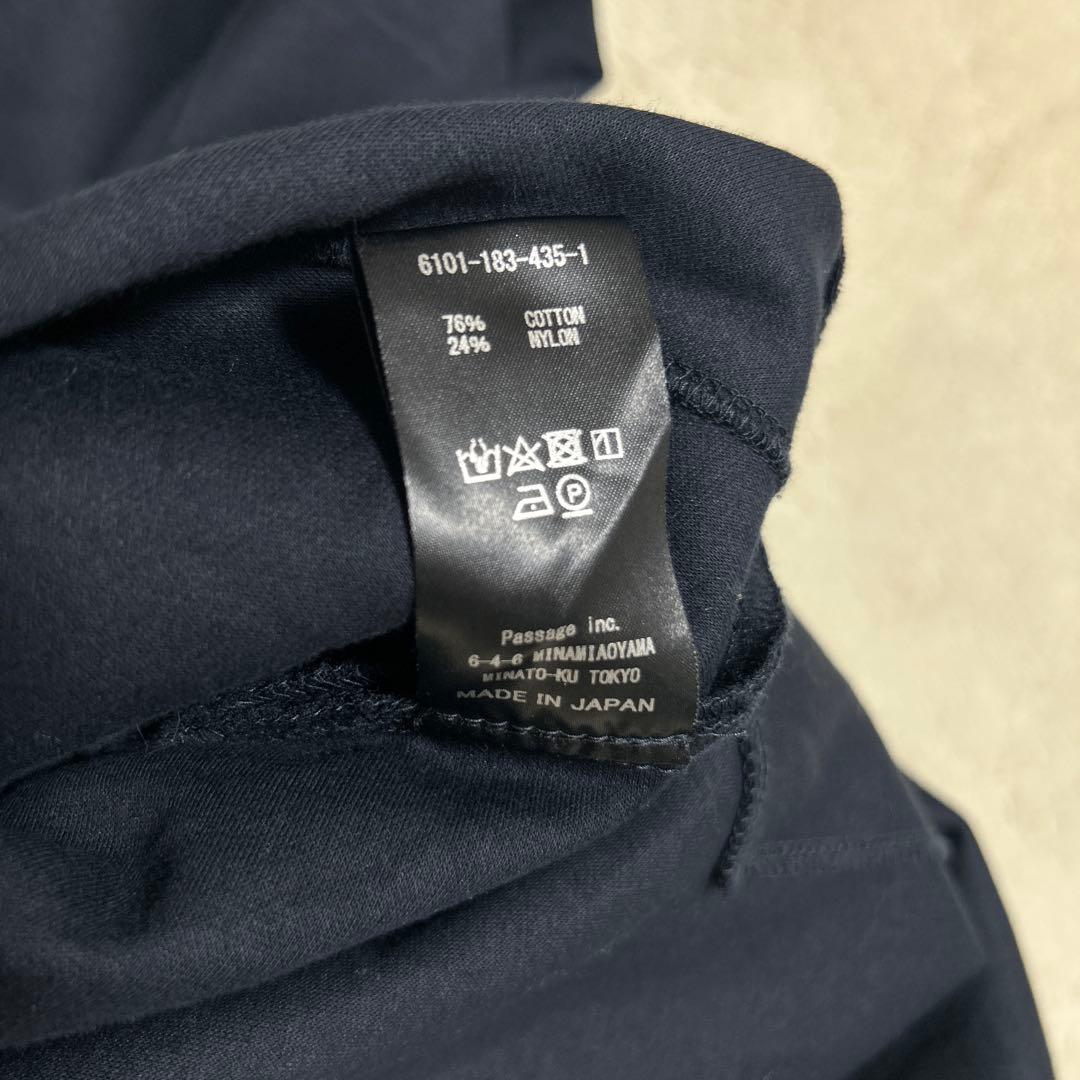 6101-183-435-1
76% COTTON
24% NYLON
P
Passage inc.
6-4-6 MINAMIAOYAMA
MINATO-KU TOKYO
MADE IN JAPAN